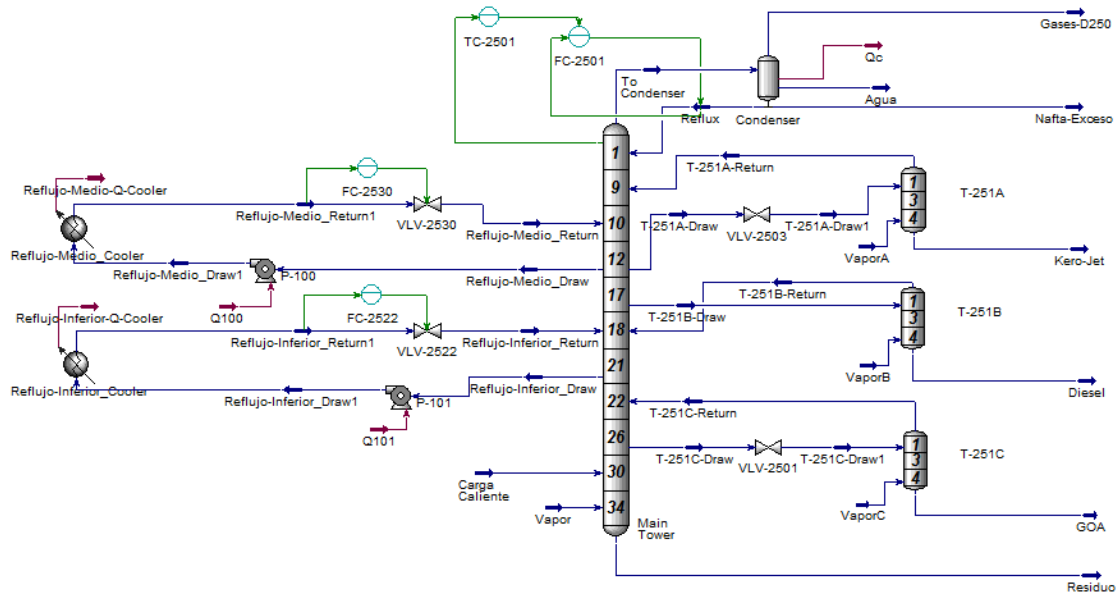 Gases-D250
TC-2501
FC-2501
Qc
To
Condenser
Agua
Reflux
Condenser
Nafta-Exceso
1
T-251A-Return
9
Reflujo-Medio-Q-Cooler
FC-2530
1
3
4
T-251A
Reflujo-Medio_Return1
VLV-2530
10
Reflujo-Medio_Return
T-251A-Draw
T-251A-Draw1
VLV-2503
VaporA
Reflujo-Medio_Cooler
Kero-Jet
12
Reflujo-Medio_Draw1
P-100
Reflujo-Medio_Draw
T-251B-Return
17
Q100
FC-2522
T-251B-Draw
1
3
4
T-251B
Reflujo-Inferior-Q-Cooler
Reflujo-Inferior_Return1
VLV-2522
Reflujo-Inferior_Return
18
21
VaporB
Reflujo-Inferior_Cooler
Reflujo-Inferior_Draw1
P-101
Reflujo-Inferior_Draw
Diesel
22
T-251C-Return
Q101
26
1
3
4
T-251C
T-251C-Draw
VLV-2501
T-251C-Draw1
30
Carga
Caliente
Vapor
34
VaporC
GOA
Main
Tower
Residuo